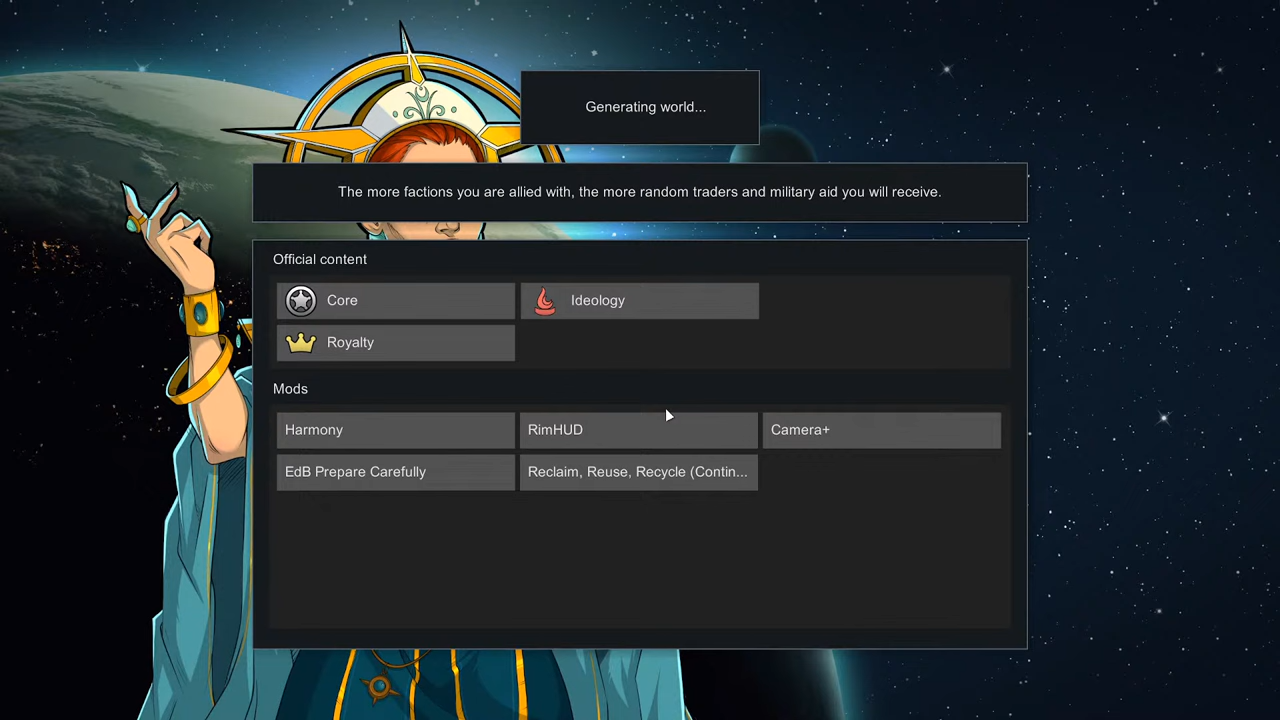 Generating world...
The more factions you are allied with, the more random traders and military aid you will receive.
Official content
Core
Ideology
Royalty
Mods
Harmony
RimHUD
Camera+
EdB Prepare Carefully
Reclaim, Reuse, Recycle (Contin...